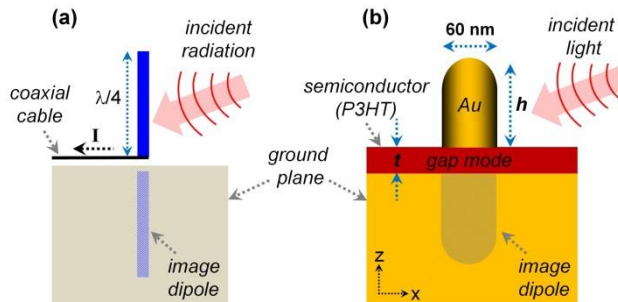 (a)
incident
radiation
λ/4
coaxial
cable
I
ground
plane
image
dipole
(b)
60 nm
incident
light
semiconductor
(P3HT)
Au
h
t
gap mode
z
x
image
dipole